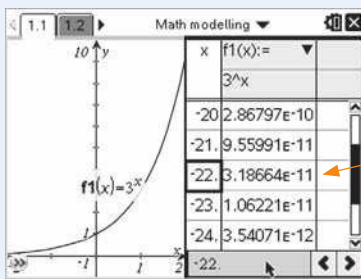 1.1 1.2 Math modelling
10 y
x f1(x):=
3^x
-20 2.86797E-10
-21. 9.55991E-11
-22. 3.18664E-11
f1(x)=3^x
-23. 1.06221E-11
1
-24. 3.54071E-12
x
-1 1 2
-22.